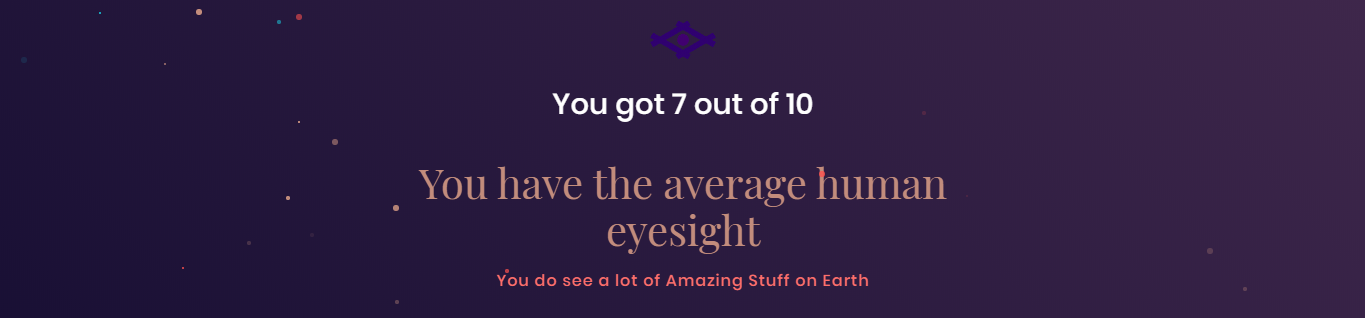 You got 7 out of 10
You have the average human
eyesight
You do see a lot of Amazing Stuff on Earth